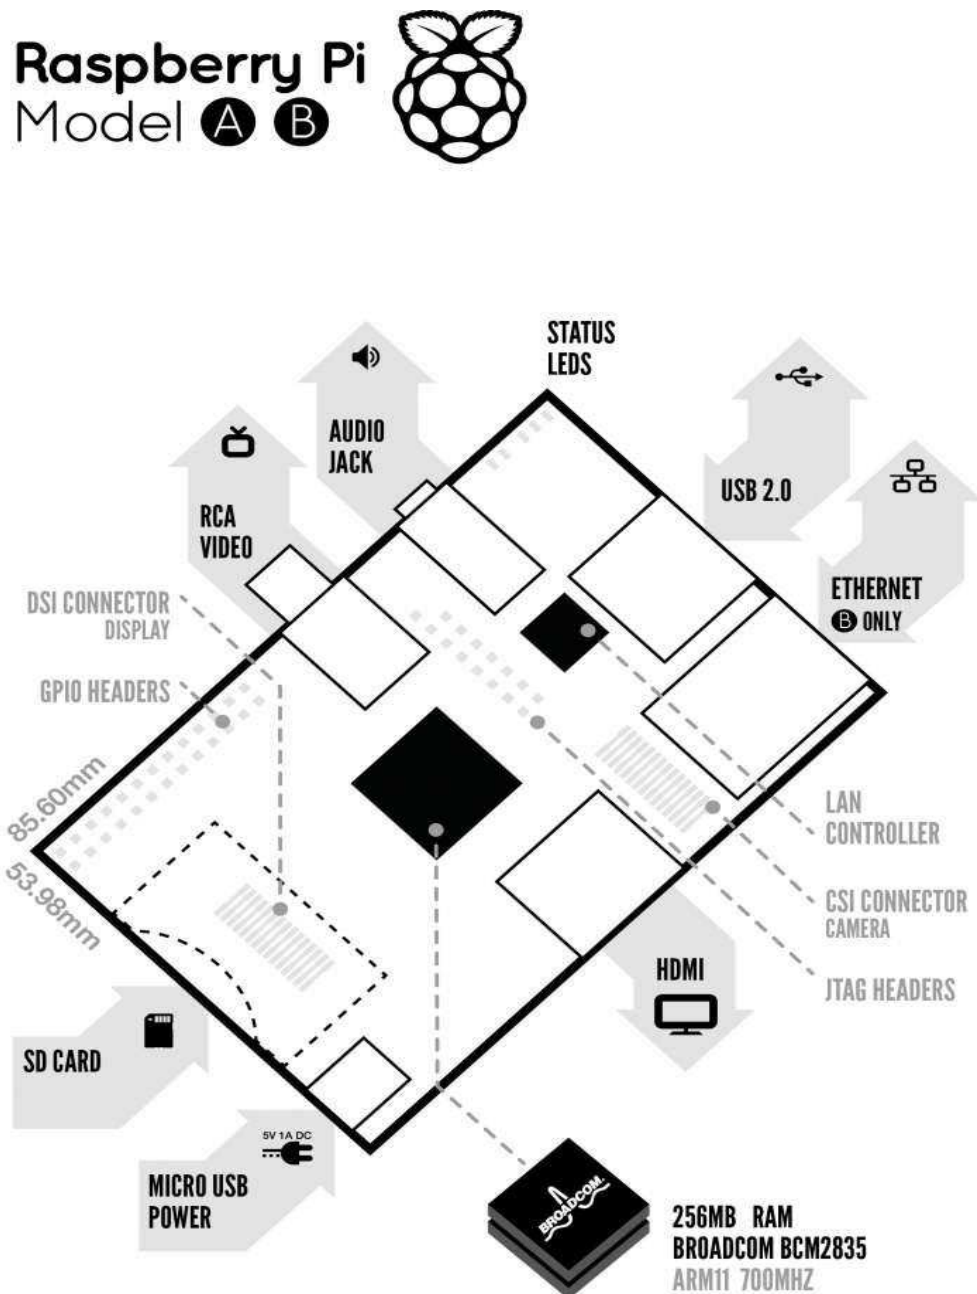 Raspberry Pi
Model A B
STATUS
LEDS
AUDIO
JACK
RCA
VIDEO
USB 2.0
ETHERNET
B ONLY
DSI CONNECTOR
DISPLAY
GPIO HEADERS
85.60mm
53.98mm
LAN
CONTROLLER
CSI CONNECTOR
CAMERA
JTAG HEADERS
HDMI
SD CARD
5V 1A DC
MICRO USB
POWER
BROADCOM.
256MB RAM
BROADCOM BCM2835
ARM11 700MHZ